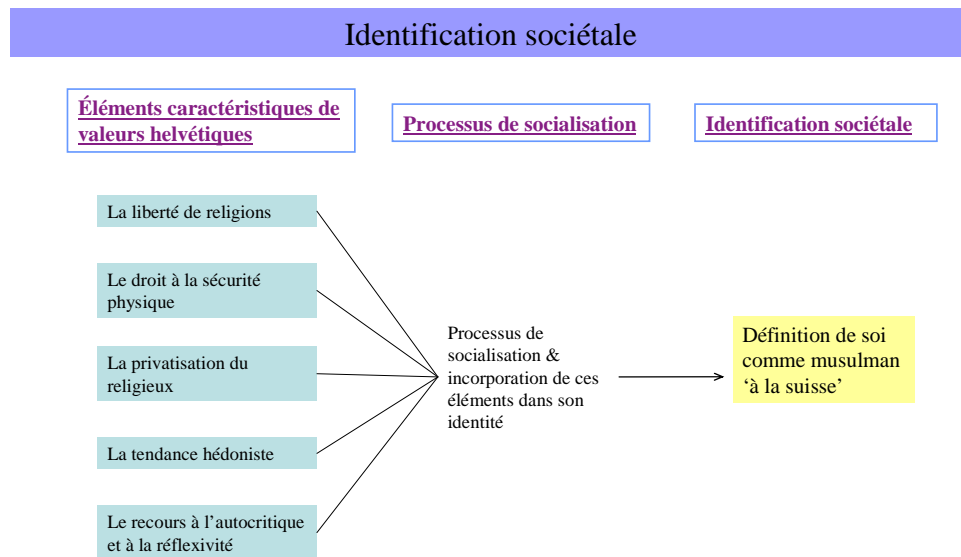 Identification sociétale
Éléments caractéristiques de
valeurs helvétiques
Processus de socialisation
Identification sociétale
La liberté de religions
Le droit à la sécurité
physique
La privatisation du
religieux
La tendance hédoniste
Le recours à l’autocritique
et à la réflexivité
Processus de
socialisation &
incorporation de ces
éléments dans son
identité
Définition de soi
comme musulman
‘à la suisse’